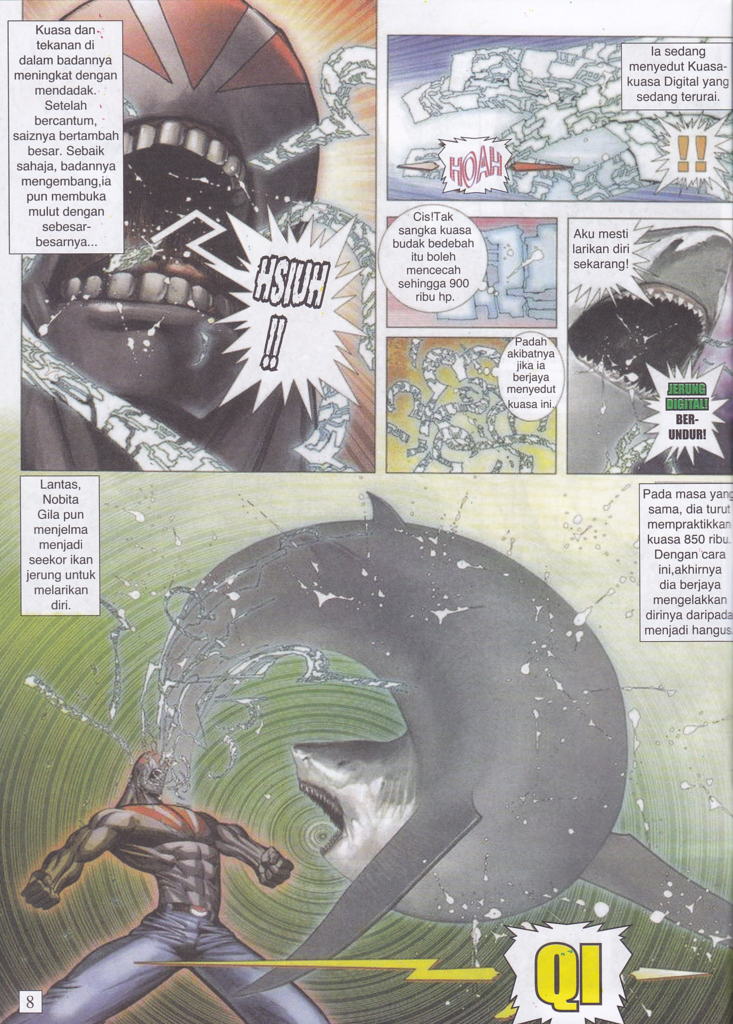 Kuasa dan
tekanan di
dalam badannya
meningkat dengan
mendadak.
Setelah
bercantum,
saiznya bertambah
besar. Sebaik
sahaja, badannya
mengembang,ia
pun membuka
mulut dengan
sebesar-
besarnya...
HSIUH
!!
Ia sedang
menyedut Kuasa-
kuasa Digital yang
sedang terurai.
HOAH
!!
Cis!Tak
sangka kuasa
budak bedebah
itu boleh
mencecah
sehingga 900
ribu hp.
Padah
akibatnya
jika ia
berjaya
menyedut
kuasa ini.
Aku mesti
larikan diri
sekarang!
JERUNG
DIGITAL!
BER-
UNDUR!
Lantas,
Nobita
Gila pun
menjelma
menjadi
seekor ikan
jerung untuk
melarikan
diri.
Pada masa yang
sama, dia turut
mempraktikkan
kuasa 850 ribu.
Dengan cara
ini,akhirnya
dia berjaya
mengelakkan
dirinya daripada
menjadi hangus.
QI
8